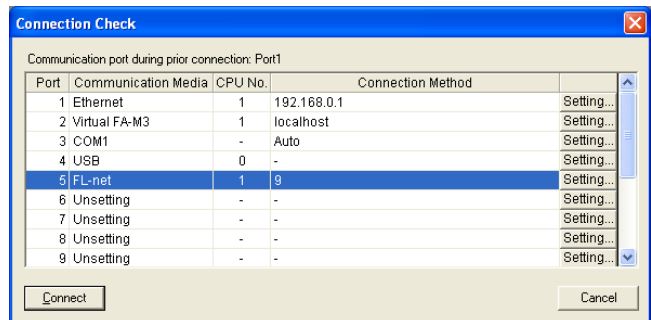 Connection Check
Communication port during prior connection: Port1
Port Communication Media CPU No. Connection Method
1 Ethernet 1 192.168.0.1 Setting...
2 Virtual FA-M3 1 localhost Setting...
3 COM1 - Auto Setting...
4 USB 0 - Setting...
5 FL-net 1 9 Setting...
6 Unsetting - - Setting...
7 Unsetting - - Setting...
8 Unsetting - - Setting...
9 Unsetting - - Setting...
Connect Cancel